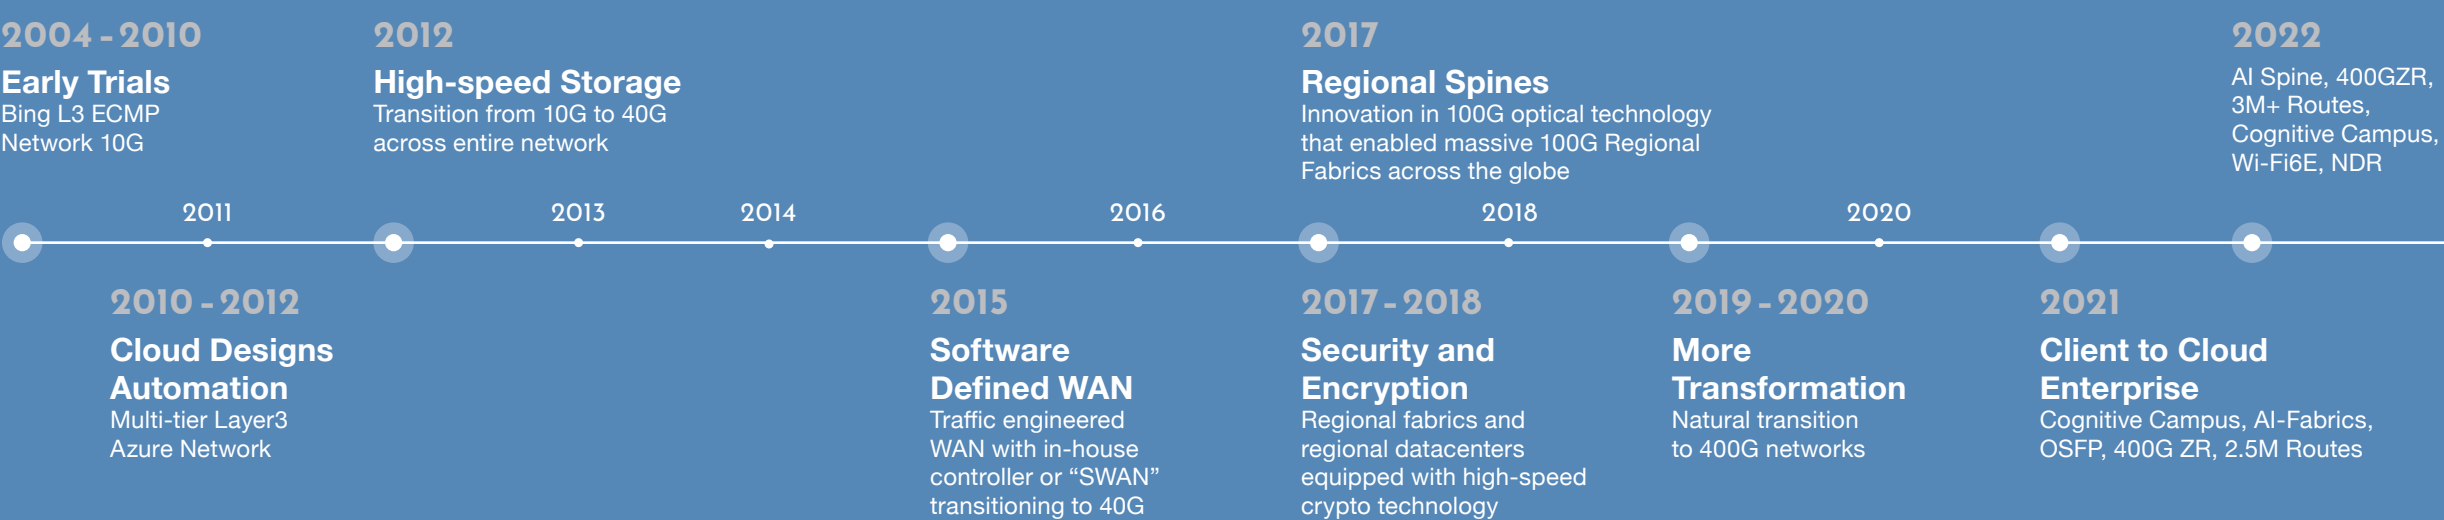 2004 - 2010
Early Trials
Bing L3 ECMP
Network 10G
2012
High-speed Storage
Transition from 10G to 40G
across entire network
2017
Regional Spines
Innovation in 100G optical technology
that enabled massive 100G Regional
Fabrics across the globe
2022
AI Spine, 400GZR,
3M+ Routes,
Cognitive Campus,
Wi-Fi6E, NDR
2011
2013
2014
2016
2018
2020
2010 - 2012
Cloud Designs
Automation
Multi-tier Layer3
Azure Network
2015
Software
Defined WAN
Traffic engineered
WAN with in-house
controller or “SWAN”
transitioning to 40G
2017 - 2018
Security and
Encryption
Regional fabrics and
regional datacenters
equipped with high-speed
crypto technology
2019 - 2020
More
Transformation
Natural transition
to 400G networks
2021
Client to Cloud
Enterprise
Cognitive Campus, AI-Fabrics,
OSFP, 400G ZR, 2.5M Routes